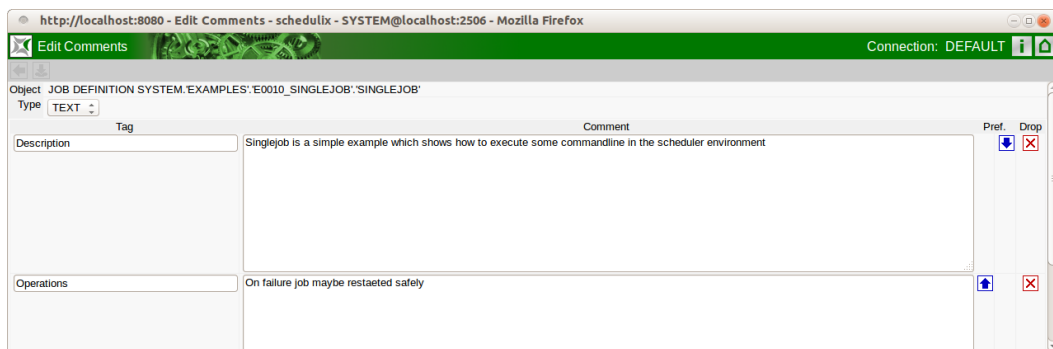 http://localhost:8080 - Edit Comments - schedulix - SYSTEM@localhost:2506 - Mozilla Firefox
Edit Comments Connection: DEFAULT i
Object JOB DEFINITION SYSTEM.'EXAMPLES'.'E0010_SINGLEJOB'.'SINGLEJOB'
Type TEXT
Tag Comment Pref. Drop
Description Singlejob is a simple example which shows how to execute some commandline in the scheduler environment
Operations On failure job maybe restaeted safely